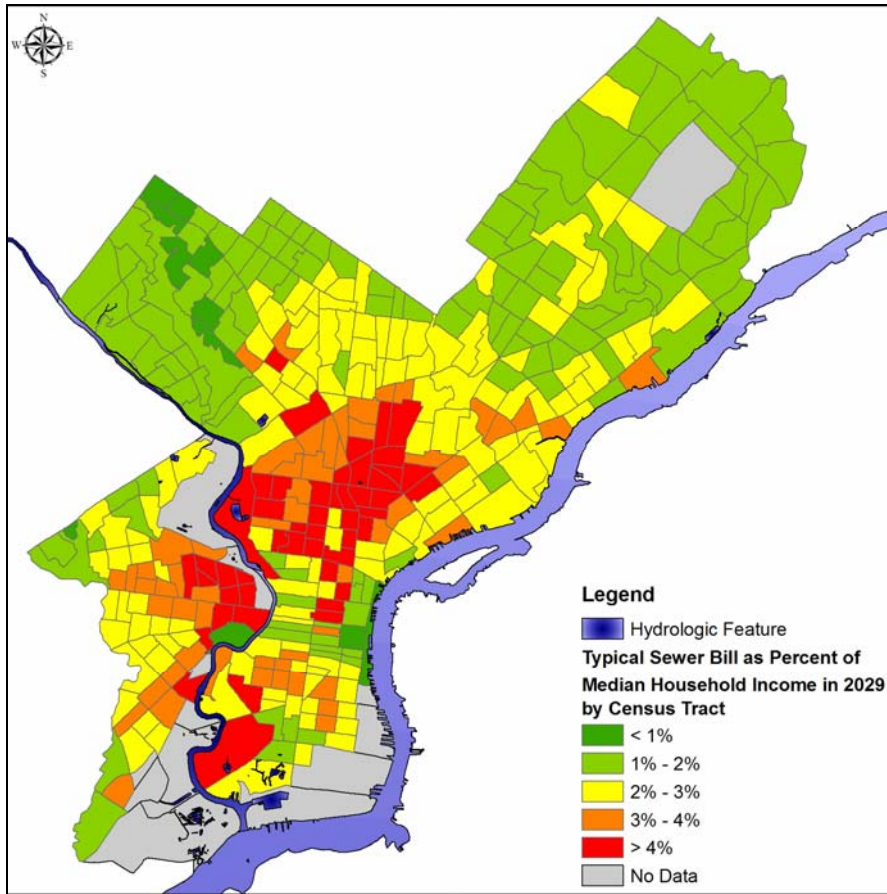 N
W E
S
Legend
Hydrologic Feature
Typical Sewer Bill as Percent of
Median Household Income in 2029
by Census Tract
< 1%
1% - 2%
2% - 3%
3% - 4%
> 4%
No Data